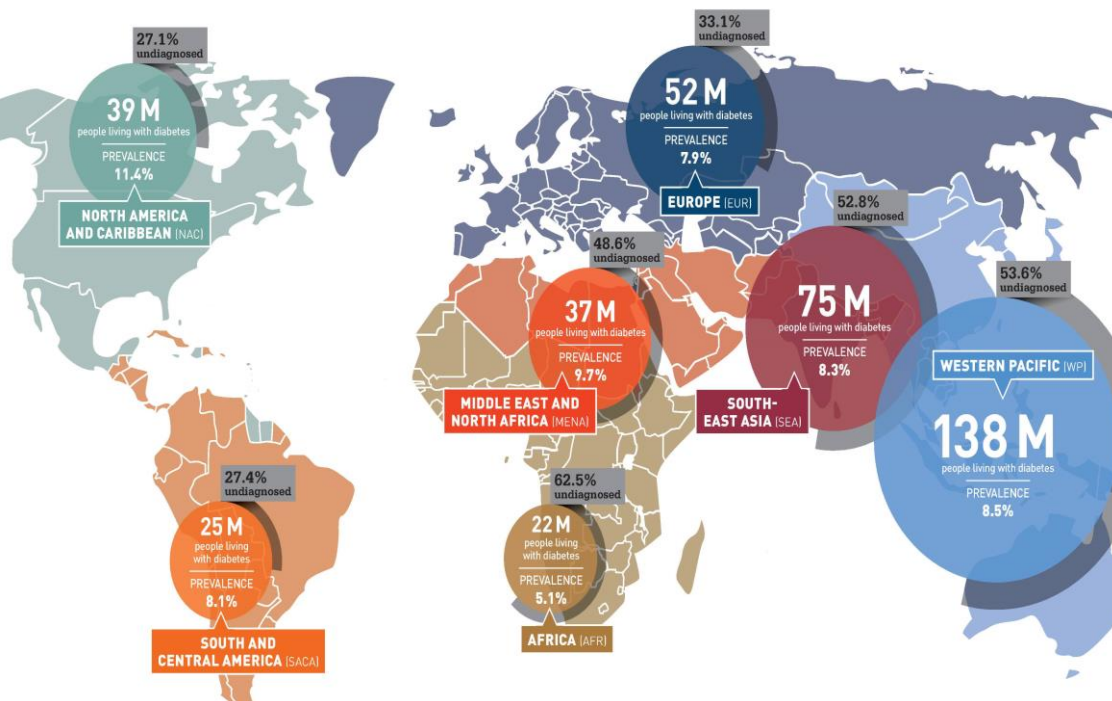 27.1%
undiagnosed
39 M
people living with diabetes
PREVALENCE
11.4%
NORTH AMERICA
AND CARIBBEAN (NAC)
33.1%
undiagnosed
52 M
people living with diabetes
PREVALENCE
7.9%
EUROPE (EUR)
48.6%
undiagnosed
37 M
people living with diabetes
PREVALENCE
9.7%
MIDDLE EAST AND
NORTH AFRICA (MENA)
52.8%
undiagnosed
75 M
people living with diabetes
PREVALENCE
8.3%
SOUTH-
EAST ASIA (SEA)
53.6%
undiagnosed
WESTERN PACIFIC (WP)
138 M
people living with diabetes
PREVALENCE
8.5%
27.4%
undiagnosed
25 M
people living
with diabetes
PREVALENCE
8.1%
SOUTH AND
CENTRAL AMERICA (SACA)
62.5%
undiagnosed
22 M
people living
with diabetes
PREVALENCE
5.1%
AFRICA (AFR)